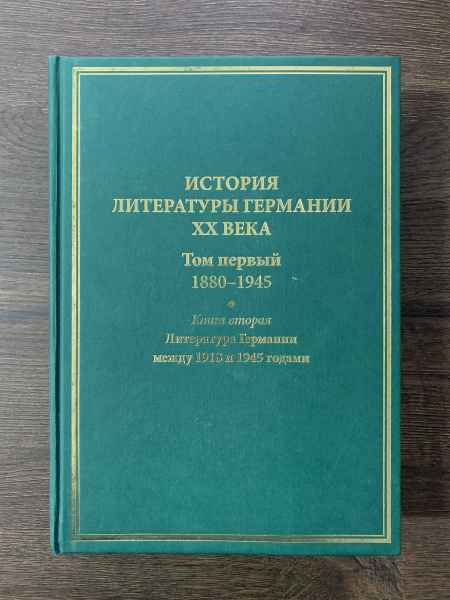 ИСТОРИЯ
ЛИТЕРАТУРЫ ГЕРМАНИИ
XX ВЕКА
Том первый
1880–1945
Книга вторая
Литература Германии
между 1918 и 1945 годами